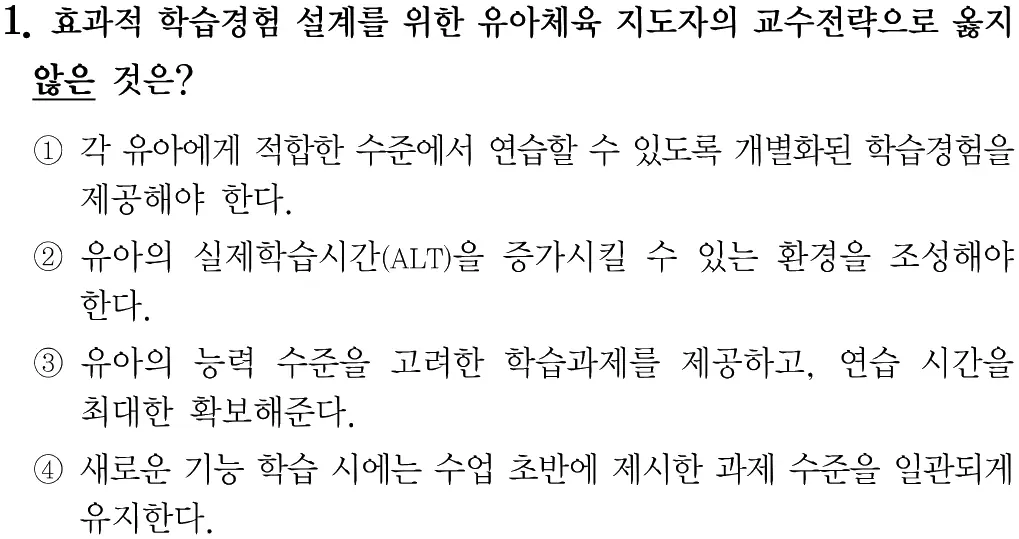 1. 효과적 학습경험 설계를 위한 유아체육 지도자의 교수전략으로 옳지
않은 것은?
① 각 유아에게 적합한 수준에서 연습할 수 있도록 개별화된 학습경험을
제공해야 한다.
② 유아의 실제학습시간(ALT)을 증가시킬 수 있는 환경을 조성해야
한다.
③ 유아의 능력 수준을 고려한 학습과제를 제공하고, 연습 시간을
최대한 확보해준다.
④ 새로운 기능 학습 시에는 수업 초반에 제시한 과제 수준을 일관되게
유지한다.